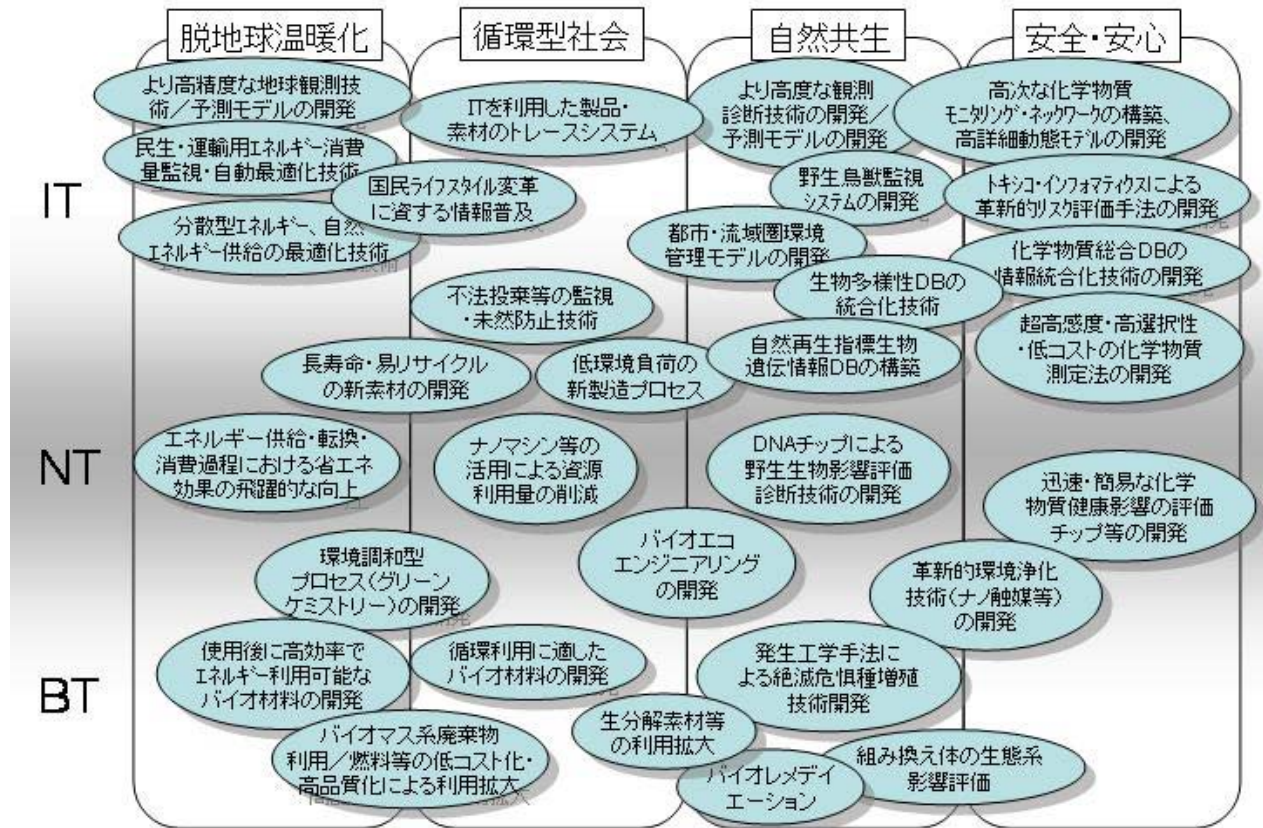 脱地球温暖化
循環型社会
自然共生
安全・安心
IT
より高精度な地球観測技
術／予測モデルの開発
民生・運輸用エネルギー消費
量監視・自動最適化技術
分散型エネルギー、自然
エネルギー供給の最適化技術
国民ライフスタイル変革
に資する情報普及
ITを利用した製品・
素材のトレースシステム
不法投棄等の監視
・未然防止技術
より高度な観測
診断技術の開発／
予測モデルの開発
野生鳥獣監視
システムの開発
都市・流域圏環境
管理モデルの開発
生物多様性DBの
統合化技術
高次な化学物質
モニタリング・ネックワークの構築、
高詳細動態モデルの開発
トキシコ・インフォマティクスによる
革新的リスク評価手法の開発
化学物質総合DBの
情報統合化技術の開発
超高感度・高選択性
・低コストの化学物質
測定法の開発
長寿命・易リサイクル
の新素材の開発
低環境負荷の
新製造プロセス
自然再生指標生物
遺伝情報DBの構築
NT
エネルギー供給・転換・
消費過程における省エネ
効果の飛躍的な向上
ナノマシン等の
活用による資源
利用量の削減
DNAチップによる
野生生物影響評価
診断技術の開発
迅速・簡易な化学
物質健康影響の評価
チップ等の開発
環境調和型
プロセス（グリーン
ケミストリー）の開発
バイオエコ
エンジニアリング
の開発
革新的環境浄化
技術（ナノ触媒等）
の開発
BT
使用後に高効率で
エネルギー利用可能な
バイオ材料の開発
循環利用に適した
バイオ材料の開発
発生工学手法に
よる絶滅危惧種増殖
技術開発
バイオマス系廃棄物
利用／燃料等の低コスト化・
高品質化による利用拡大
生分解素材等
の利用拡大
バイオレメデイ
エーション
組み換え体の生態系
影響評価